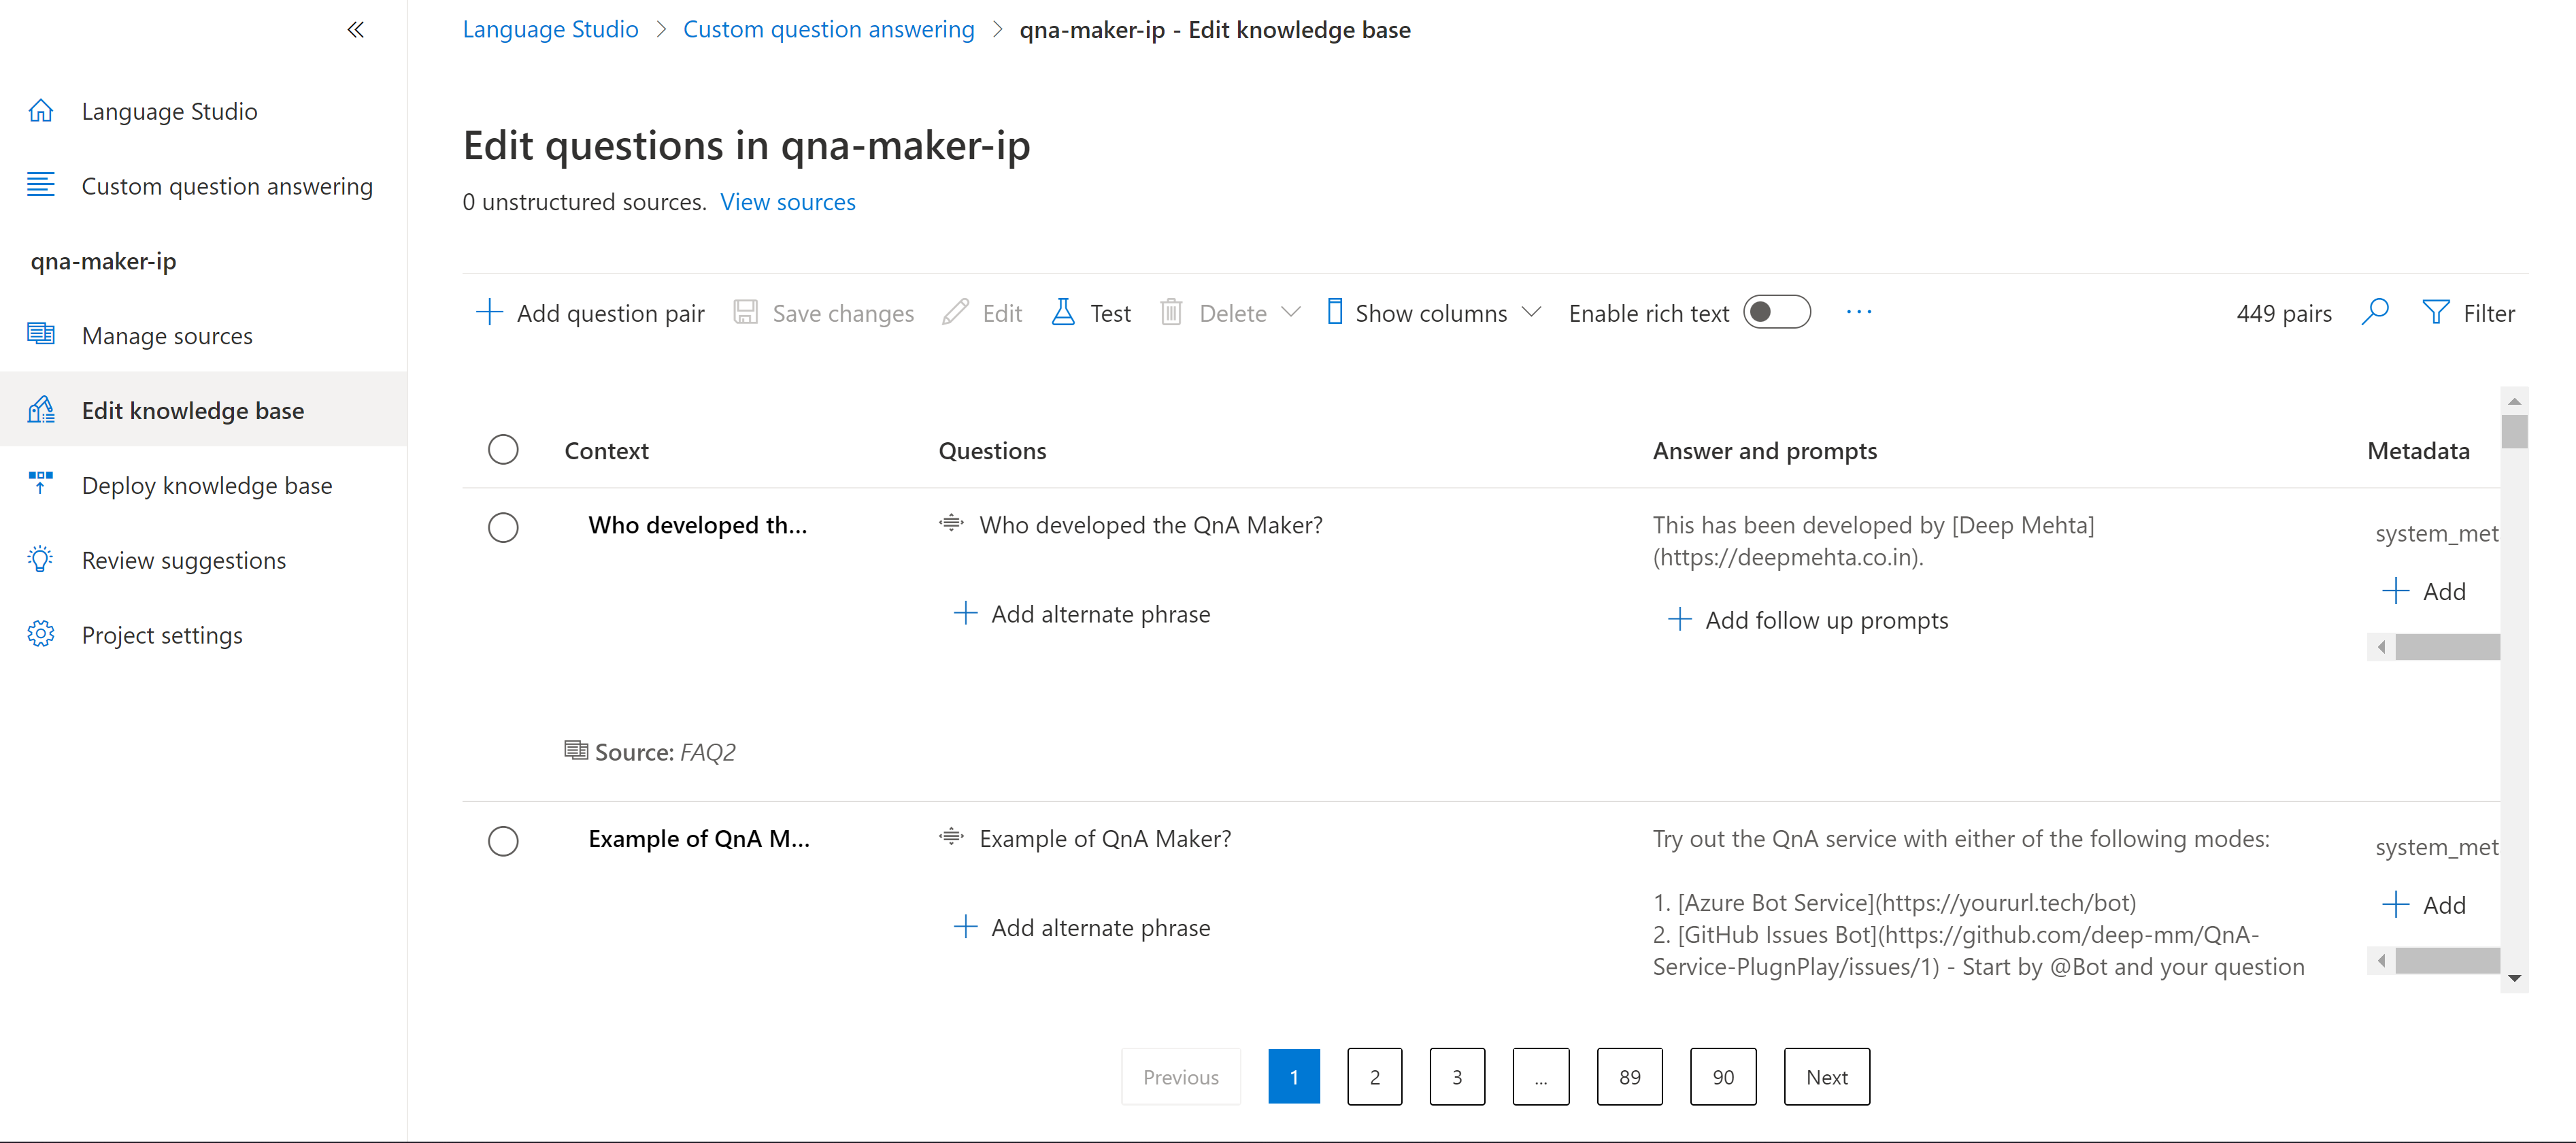 Language Studio > Custom question answering > qna-maker-ip - Edit knowledge base
Language Studio
Custom question answering
qna-maker-ip
Manage sources
Edit knowledge base
Deploy knowledge base
Review suggestions
Project settings
Edit questions in qna-maker-ip
0 unstructured sources. View sources
Add question pair Save changes Edit Test Delete Show columns Enable rich text ... 449 pairs Filter
Context Questions Answer and prompts Metadata
Who developed th... Who developed the QnA Maker? This has been developed by [Deep Mehta] system_met
(https://deepmehta.co.in).
Add
Add alternate phrase Add follow up prompts
Source: FAQ2
Example of QnA M... Example of QnA Maker? Try out the QnA service with either of the following modes: system_met
1. [Azure Bot Service](https://yoururl.tech/bot) Add
Add alternate phrase 2. [GitHub Issues Bot](https://github.com/deep-mm/QnA-
Service-PlugnPlay/issues/1) - Start by @Bot and your question
Previous 1 2 3 ... 89 90 Next